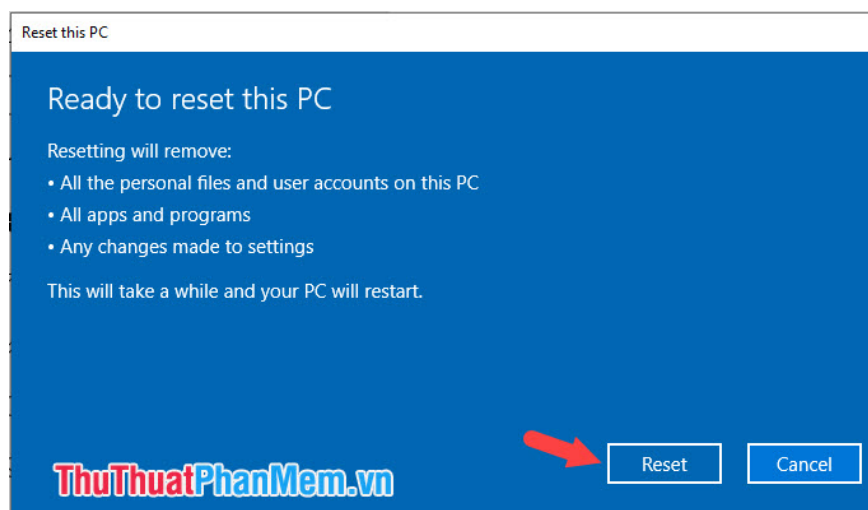 Reset this PC
Ready to reset this PC
Resetting will remove:
• All the personal files and user accounts on this PC
• All apps and programs
• Any changes made to settings
This will take a while and your PC will restart.
Reset
Cancel
ThuThuatPhanMem.vn